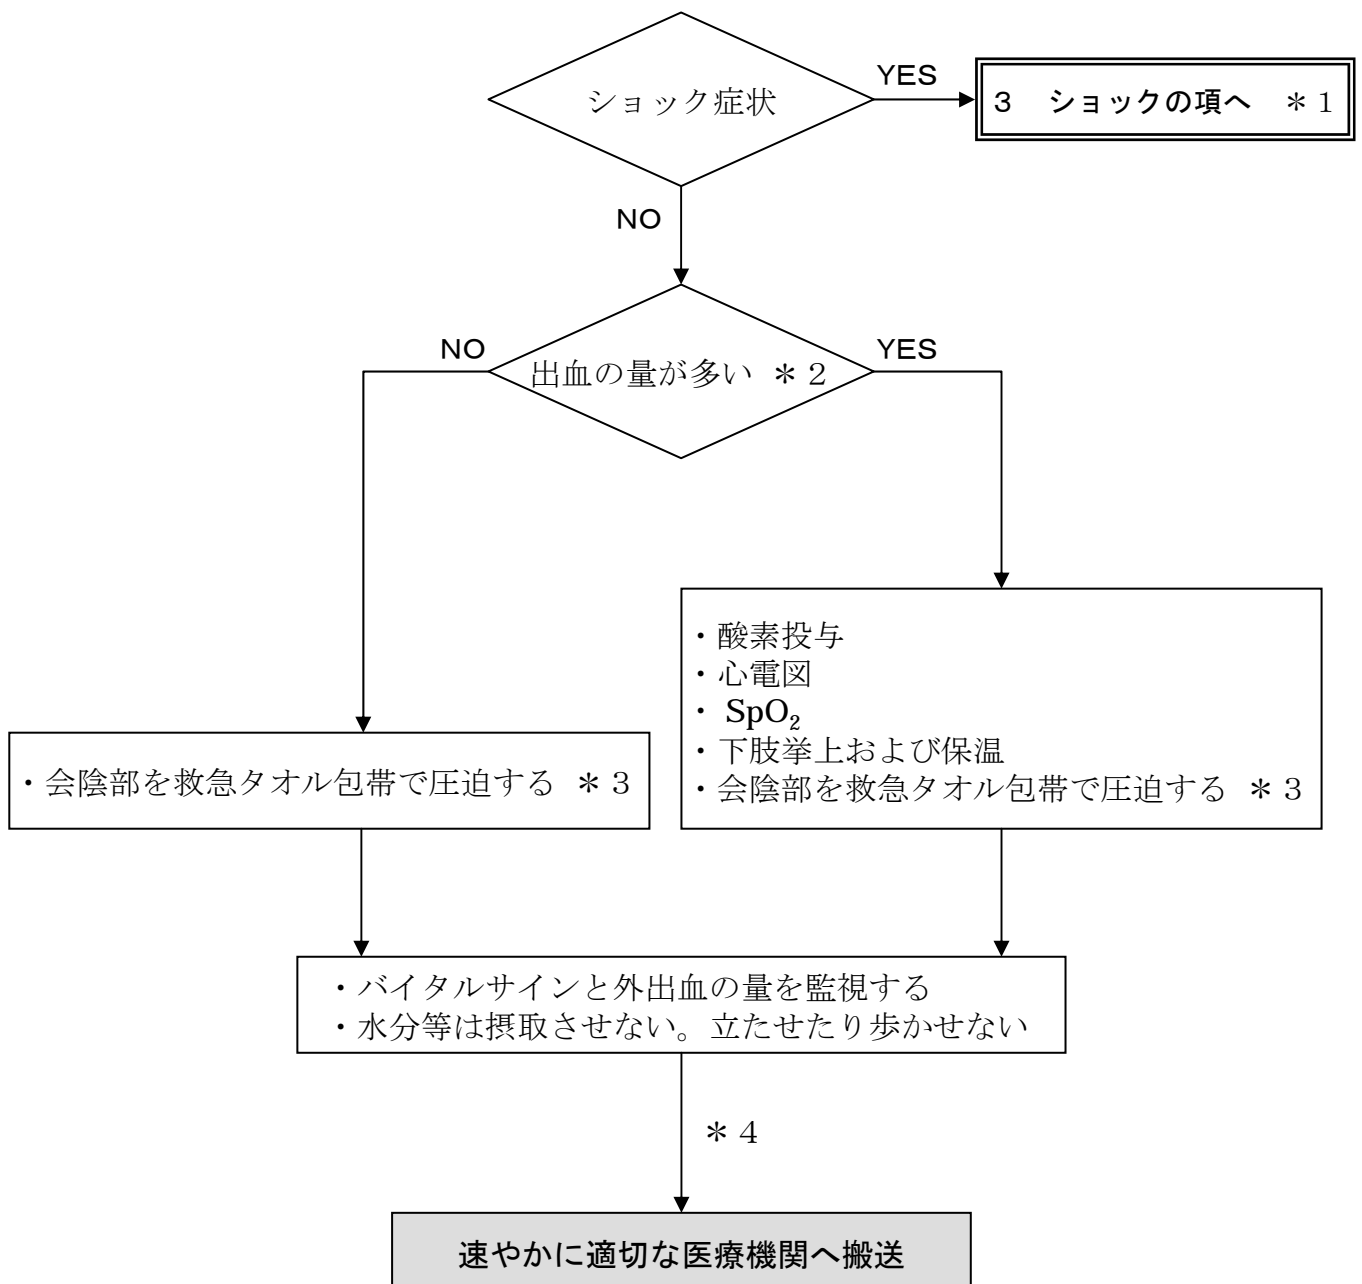 ショック症状
YES
3 ショックの項へ *1
NO
NO
出血の量が多い *2
YES
・酸素投与
・心電図
・ SpO₂
・下肢挙上および保温
・会陰部を救急タオル包帯で圧迫する *3
・会陰部を救急タオル包帯で圧迫する *3
・バイタルサインと外出血の量を監視する
・水分等は摂取させない。立たせたり歩かせない
*4
速やかに適切な医療機関へ搬送